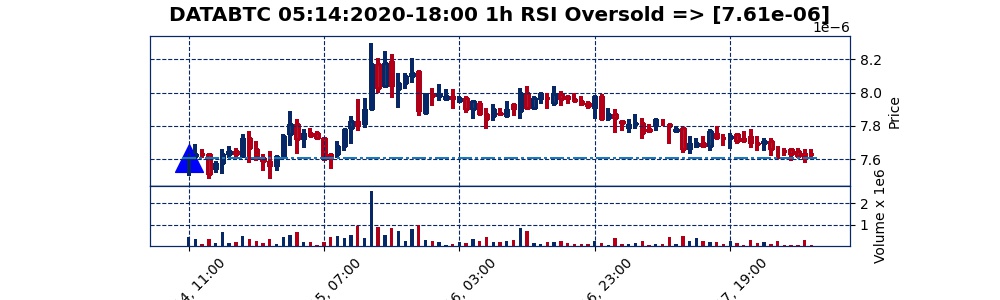 DATABTC 05:14:2020-18:00 1h RSI Oversold => [7.61e-06]
1e−6
8.2
8.0
7.8
7.6
Price
2
1
Volume x 1e6
4, 11:00
5, 07:00
6, 03:00
6, 23:00
7, 19:00